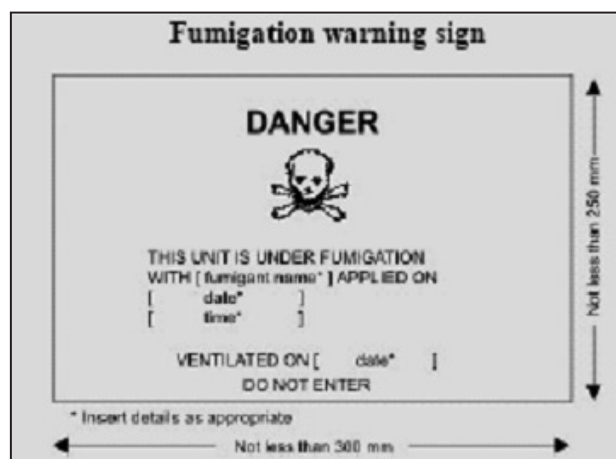 Fumigation warning sign
DANGER
THIS UNIT IS UNDER FUMIGATION
WITH [ fumigant name* ] APPLIED ON
[ date* ]
[ time* ]
VENTILATED ON [ date* ]
DO NOT ENTER
* Insert details as appropriate
Not less than 300 mm
Not less than 250 mm